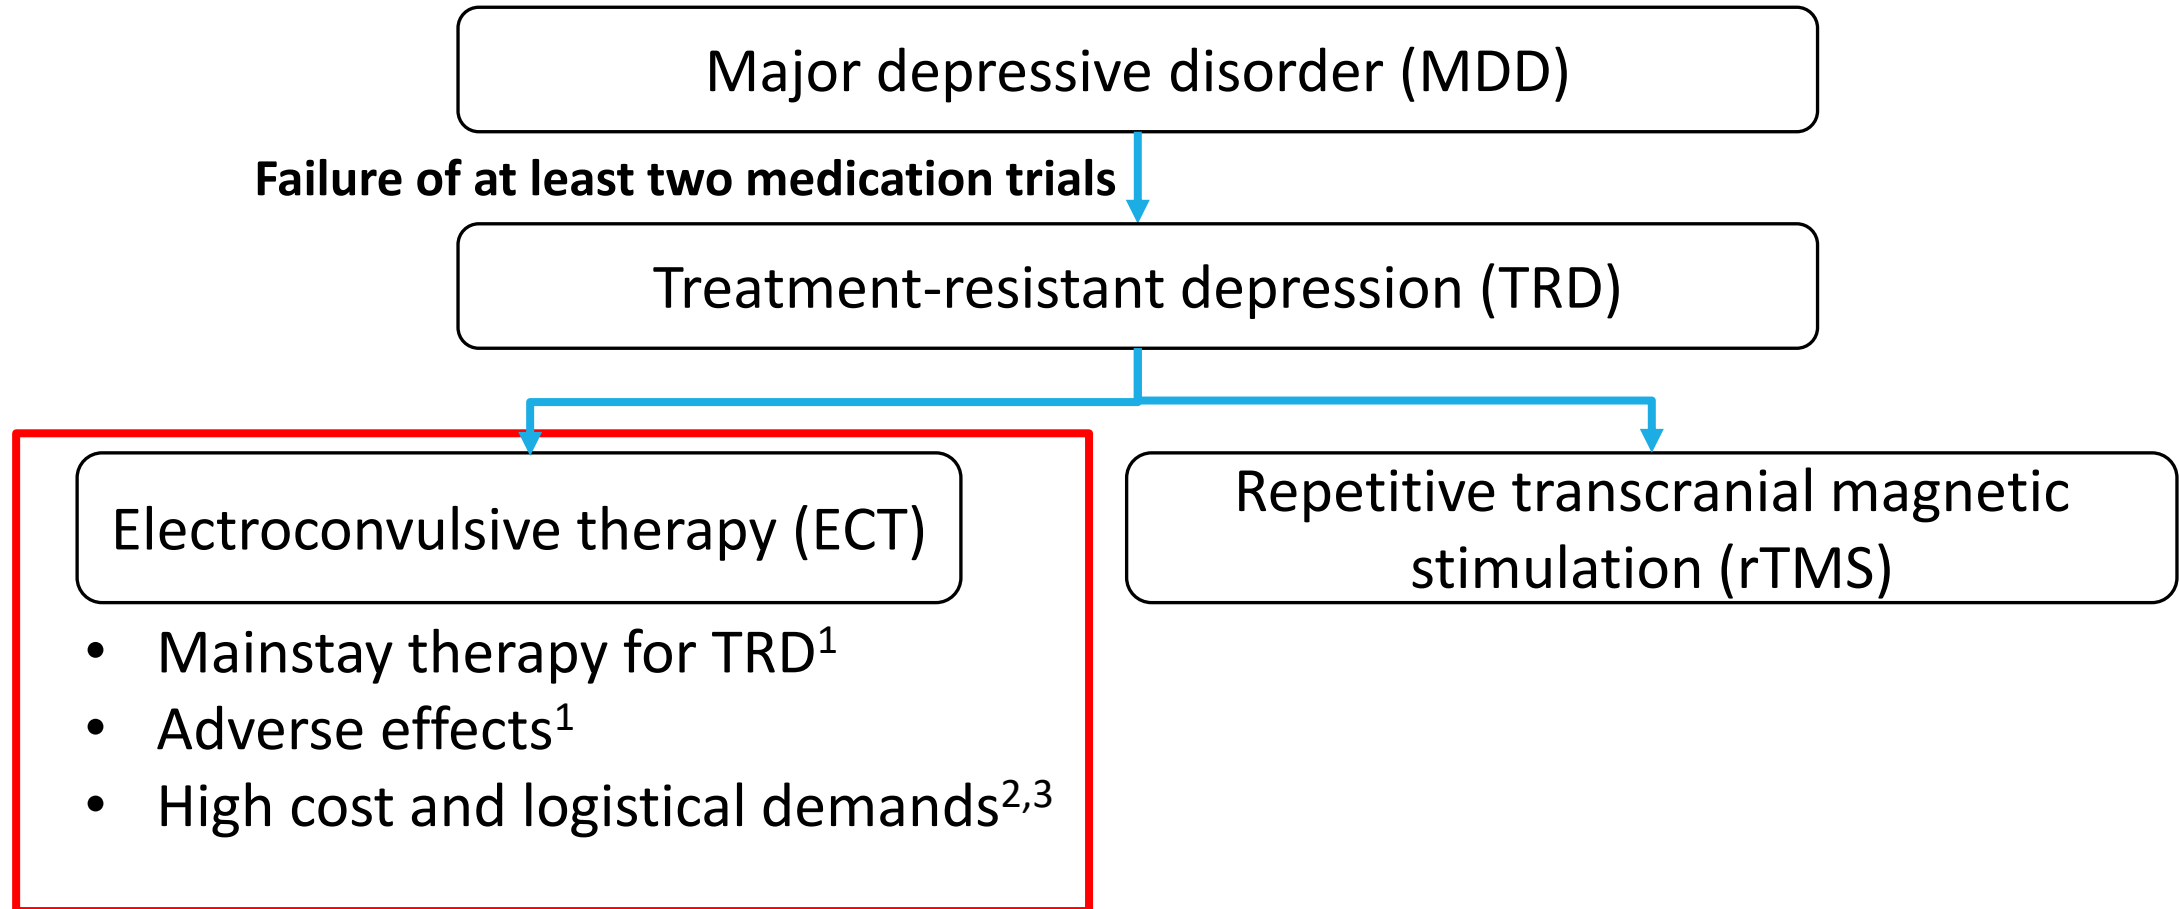 Major depressive disorder (MDD)
Failure of at least two medication trials
Treatment-resistant depression (TRD)
Electroconvulsive therapy (ECT)
• Mainstay therapy for TRD1
• Adverse effects1
• High cost and logistical demands2,3
Repetitive transcranial magnetic
stimulation (rTMS)